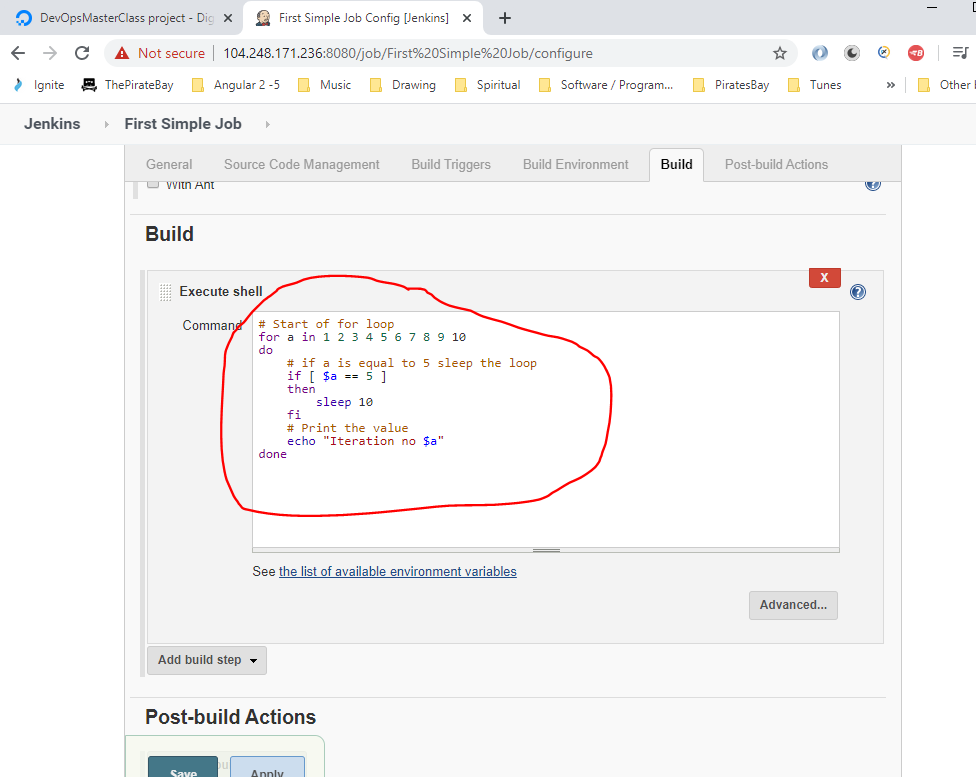 DevOpsMasterClass project - Dig
First Simple Job Config [Jenkins]
Not secure
104.248.171.236:8080/job/First%20Simple%20Job/configure
Ignite
ThePirateBay
Angular 2 -5
Music
Drawing
Spiritual
Software / Program...
PiratesBay
Tunes
»
Other
Jenkins
First Simple Job
General
Source Code Management
Build Triggers
Build Environment
Build
Post-build Actions
With Ant
Build
Execute shell
X
Command
# Start of for loop
for a in 1 2 3 4 5 6 7 8 9 10
do
# if a is equal to 5 sleep the loop
if [ $a == 5 ]
then
sleep 10
fi
# Print the value
echo "Iteration no $a"
done
See the list of available environment variables
Advanced...
Add build step
Post-build Actions
Save
Apply